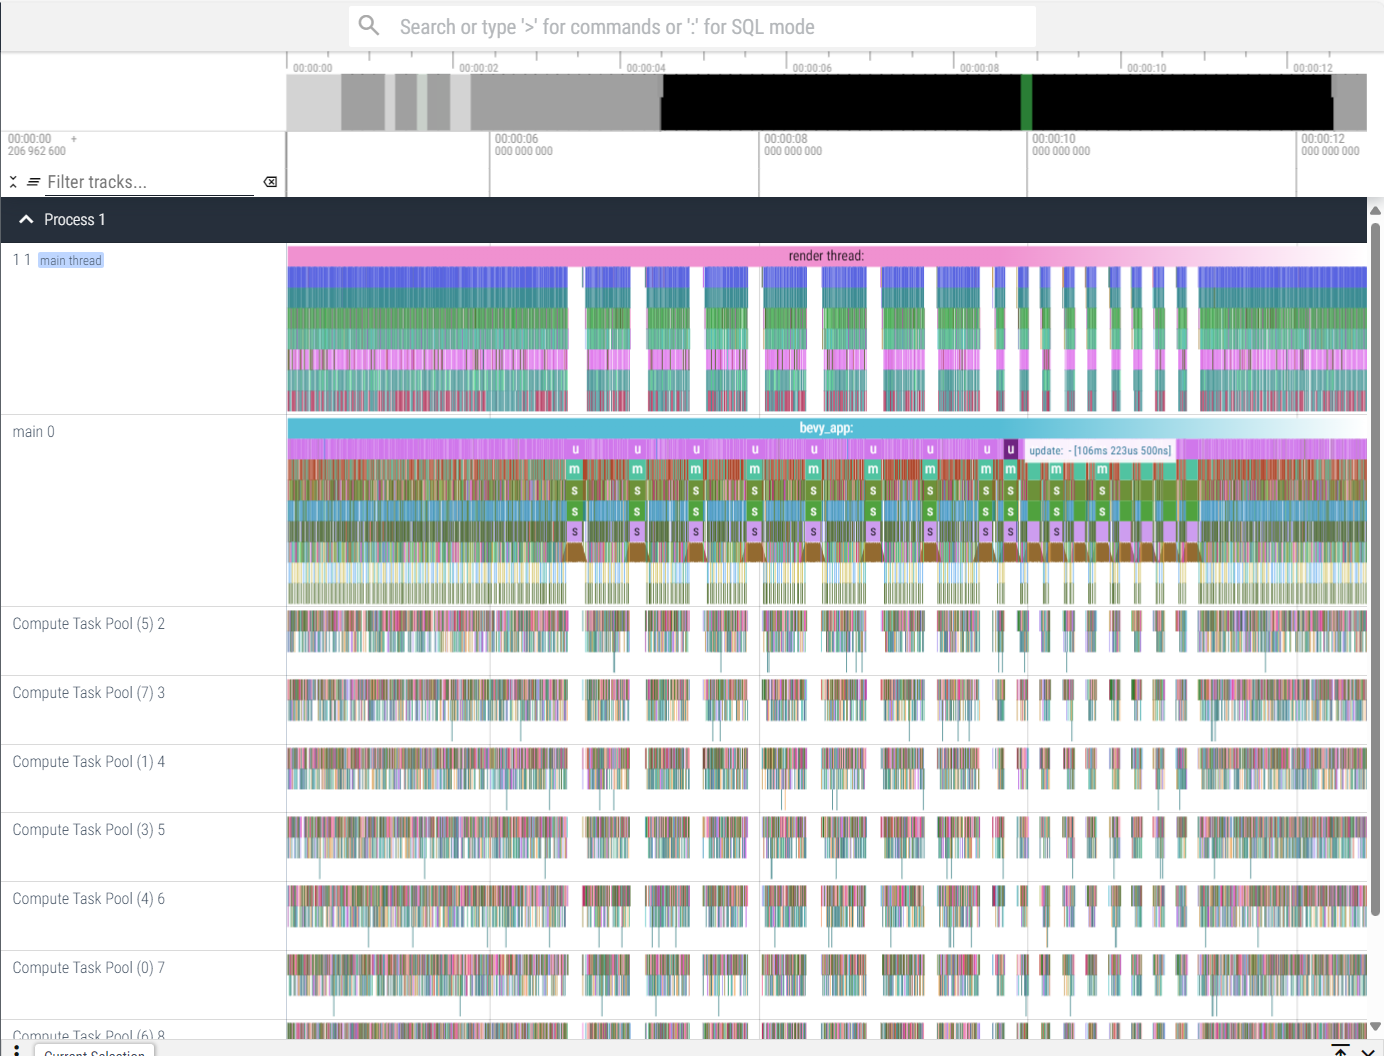 Search or type '>' for commands or ':' for SQL mode
00:00:00 00:00:02 00:00:04 00:00:06 00:00:08 00:00:10 00:00:12
00:00:00 + 00:00:06 00:00:08 00:00:10 00:00:12
206 962 600 000 000 000 000 000 000 000 000 000 000 000 000
Filter tracks...
Process 1
1 1 main thread
render thread:
main 0
bevy_app:
u u u u u u u u u update: - [106ms 223us 500ns]
m m m m m m m m m m m
s s s s s s s s s s s
s s s s s s s s s s s
s s s s s s s s s s s
Compute Task Pool (5) 2
Compute Task Pool (7) 3
Compute Task Pool (1) 4
Compute Task Pool (3) 5
Compute Task Pool (4) 6
Compute Task Pool (0) 7
Compute Task Pool (6) 8
Current Selection